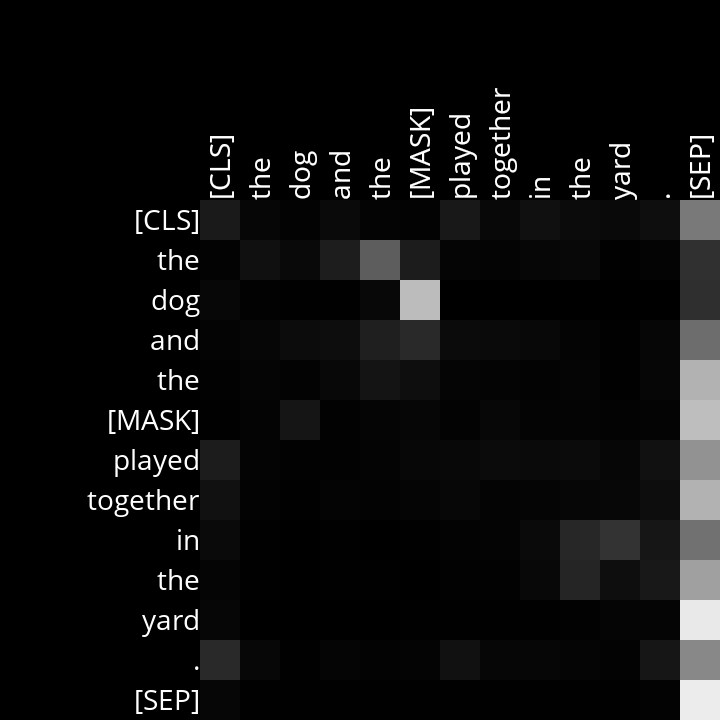 [CLS]
the
dog
and
the
[MASK]
played
together
in
the
yard
.
[SEP]
[CLS]
the
dog
and
the
[MASK]
played
together
in
the
yard
.
[SEP]